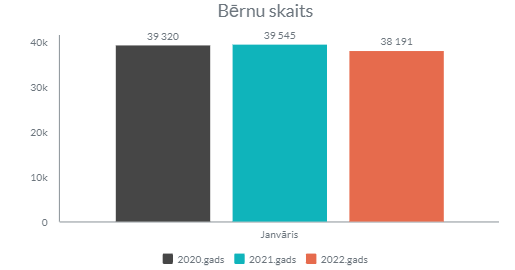 Bērnu skaits
39 320
39 545
38 191
40k
30k
20k
10k
0
Janvāris
2020.gads 2021.gads 2022.gads